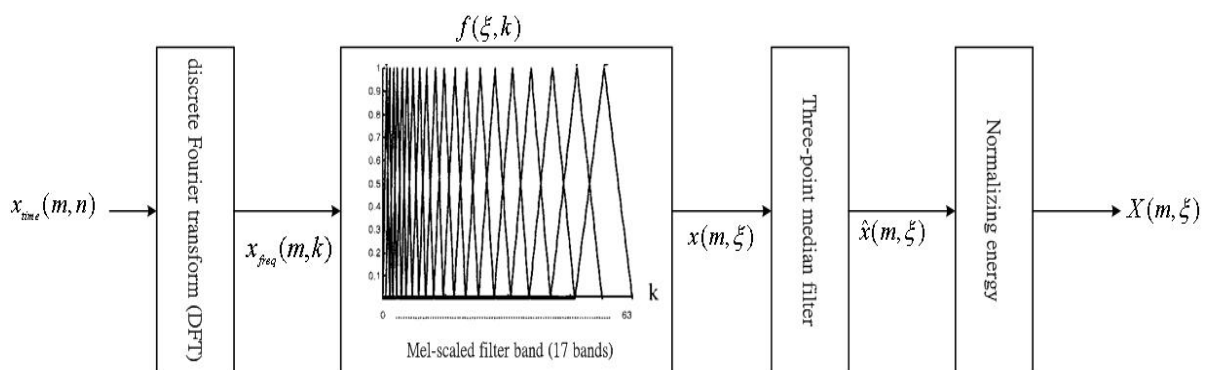 f(ξ,k)
x_time(m,n)
discrete Fourier transform (DFT)
x_freq(m,k)
1
0.9
0.8
0.7
0.6
0.5
0.4
0.3
0.2
0.1
k
0
63
Mel-scaled filter band (17 bands)
x(m,ξ)
Three-point median filter
x̂(m,ξ)
Normalizing energy
X(m,ξ)